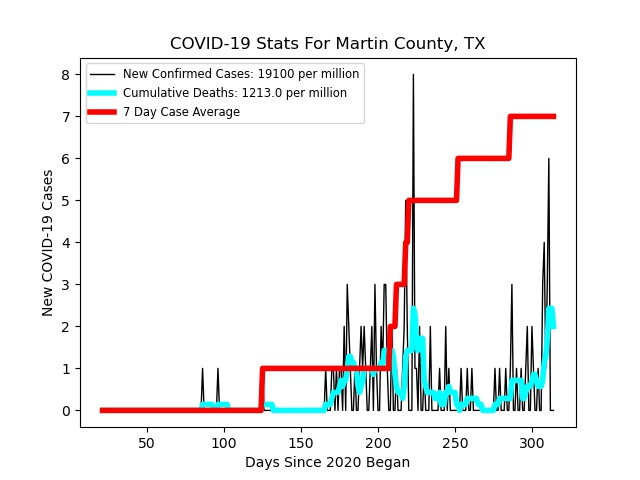 COVID-19 Stats For Martin County, TX
New Confirmed Cases: 19100 per million
Cumulative Deaths: 1213.0 per million
7 Day Case Average
New COVID-19 Cases
8
7
6
5
4
3
2
1
0
50 100 150 200 250 300
Days Since 2020 Began